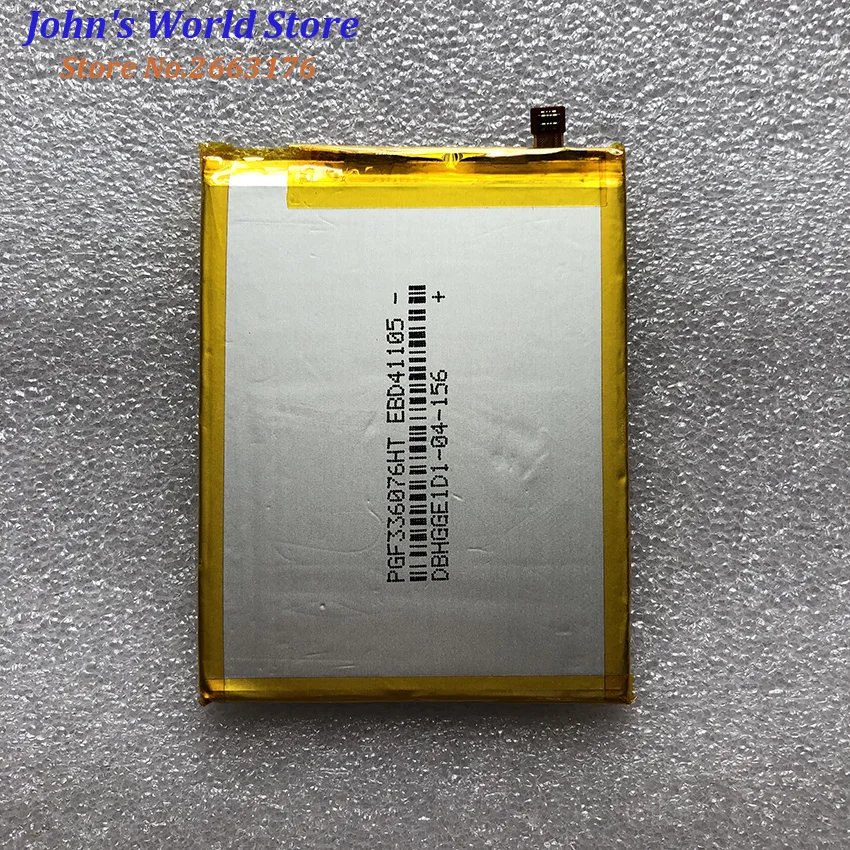 John's World Store
Store No.2663176
PGF336076HT EBD41105 -
DBHGGE1D1-04-156 +